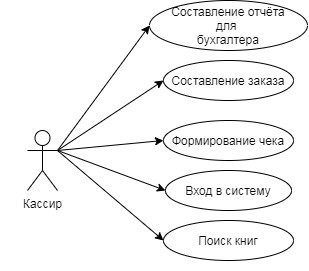 Составление отчёта
для
бухгалтера
Составление заказа
Формирование чека
Вход в систему
Поиск книг
Кассир